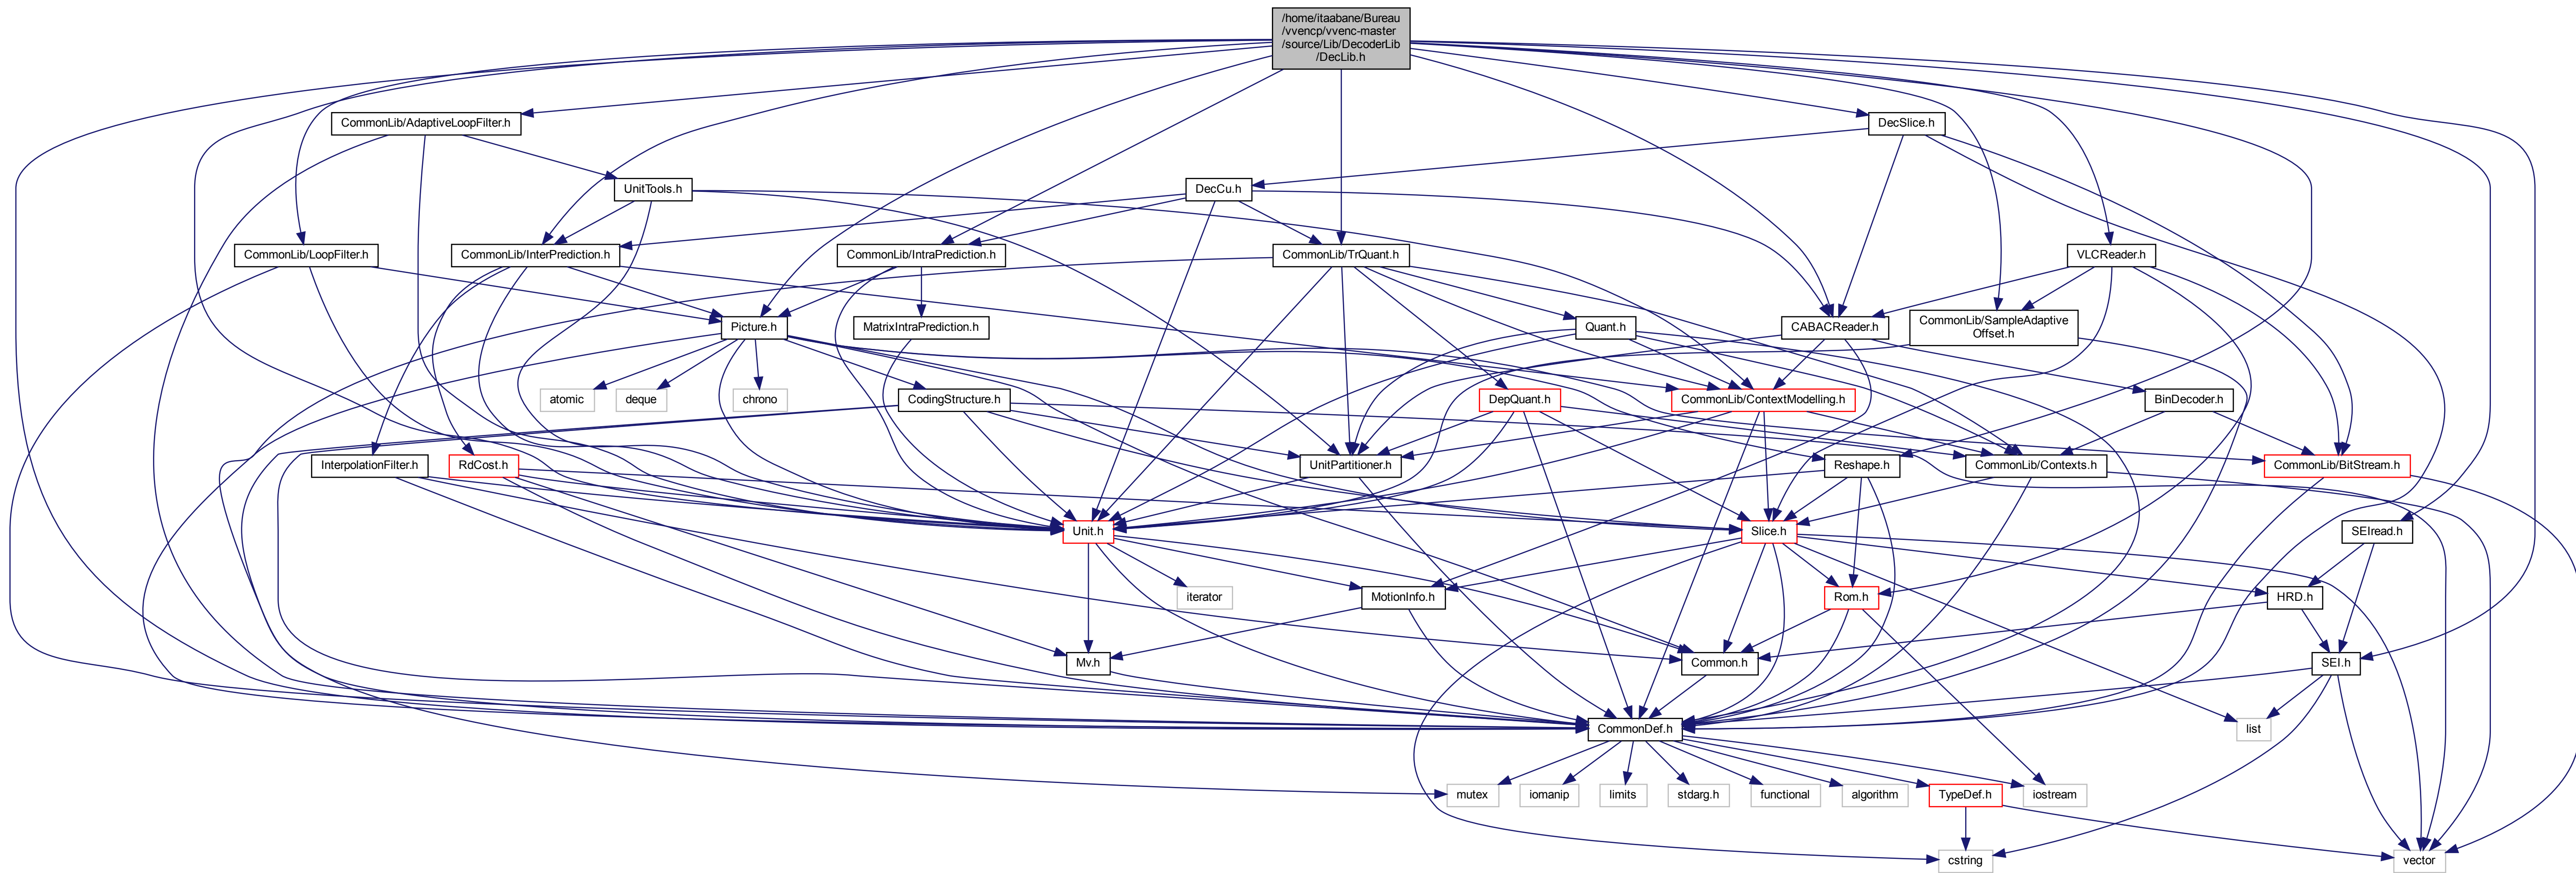 /home/itaabane/Bureau
/vvencp/vvenc-master
/source/Lib/DecoderLib
/DecLib.h
CommonLib/AdaptiveLoopFilter.h
DecSlice.h
UnitTools.h
DecCu.h
CommonLib/LoopFilter.h
CommonLib/InterPrediction.h
CommonLib/IntraPrediction.h
CommonLib/TrQuant.h
VLCReader.h
Picture.h
MatrixIntraPrediction.h
Quant.h
CABACReader.h
CommonLib/SampleAdaptive
Offset.h
atomic
deque
chrono
CodingStructure.h
DepQuant.h
CommonLib/ContextModelling.h
BinDecoder.h
InterpolationFilter.h
RdCost.h
UnitPartitioner.h
Reshape.h
CommonLib/Contexts.h
CommonLib/BitStream.h
Unit.h
Slice.h
SEIread.h
iterator
MotionInfo.h
Rom.h
HRD.h
Mv.h
Common.h
SEI.h
CommonDef.h
list
mutex
iomanip
limits
stdarg.h
functional
algorithm
TypeDef.h
iostream
cstring
vector